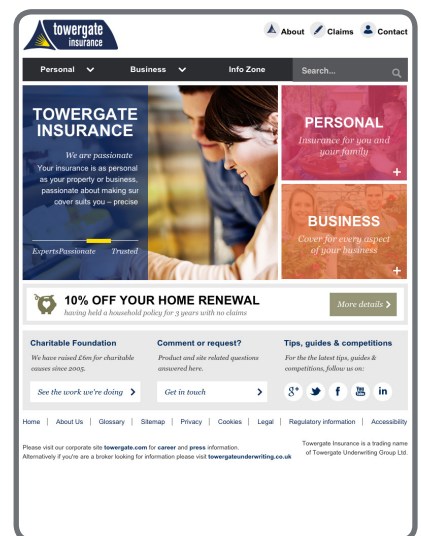 towergate
insurance
About
Claims
Contact
Personal
Business
Info Zone
Search...
TOWERGATE
INSURANCE
We are passionate
Your insurance is as personal
as your property or business,
passionate about making sur
cover suits you – precise
ExpertsPassionate Trusted
PERSONAL
Insurance for you and
your family
+
BUSINESS
Cover for every aspect
of your business
+
10% OFF YOUR HOME RENEWAL
having held a household policy for 3 years with no claims
More details
Charitable Foundation
We have raised £6m for charitable
causes since 2005.
See the work we're doing
Comment or request?
Product and site related questions
answered here.
Get in touch
Tips, guides & competitions
For the the latest tips, guides &
competitions, follow us on:
g+ f You Tube in
Home | About Us | Glossary | Sitemap | Privacy | Cookies | Legal | Regulatory information | Accessibility
Please visit our corporate site towergate.com for career and press information.
Alternatively if you're are a broker looking for information please visit towergateunderwriting.co.uk
Towergate Insurance is a trading name
of Towergate Underwriting Group Ltd.